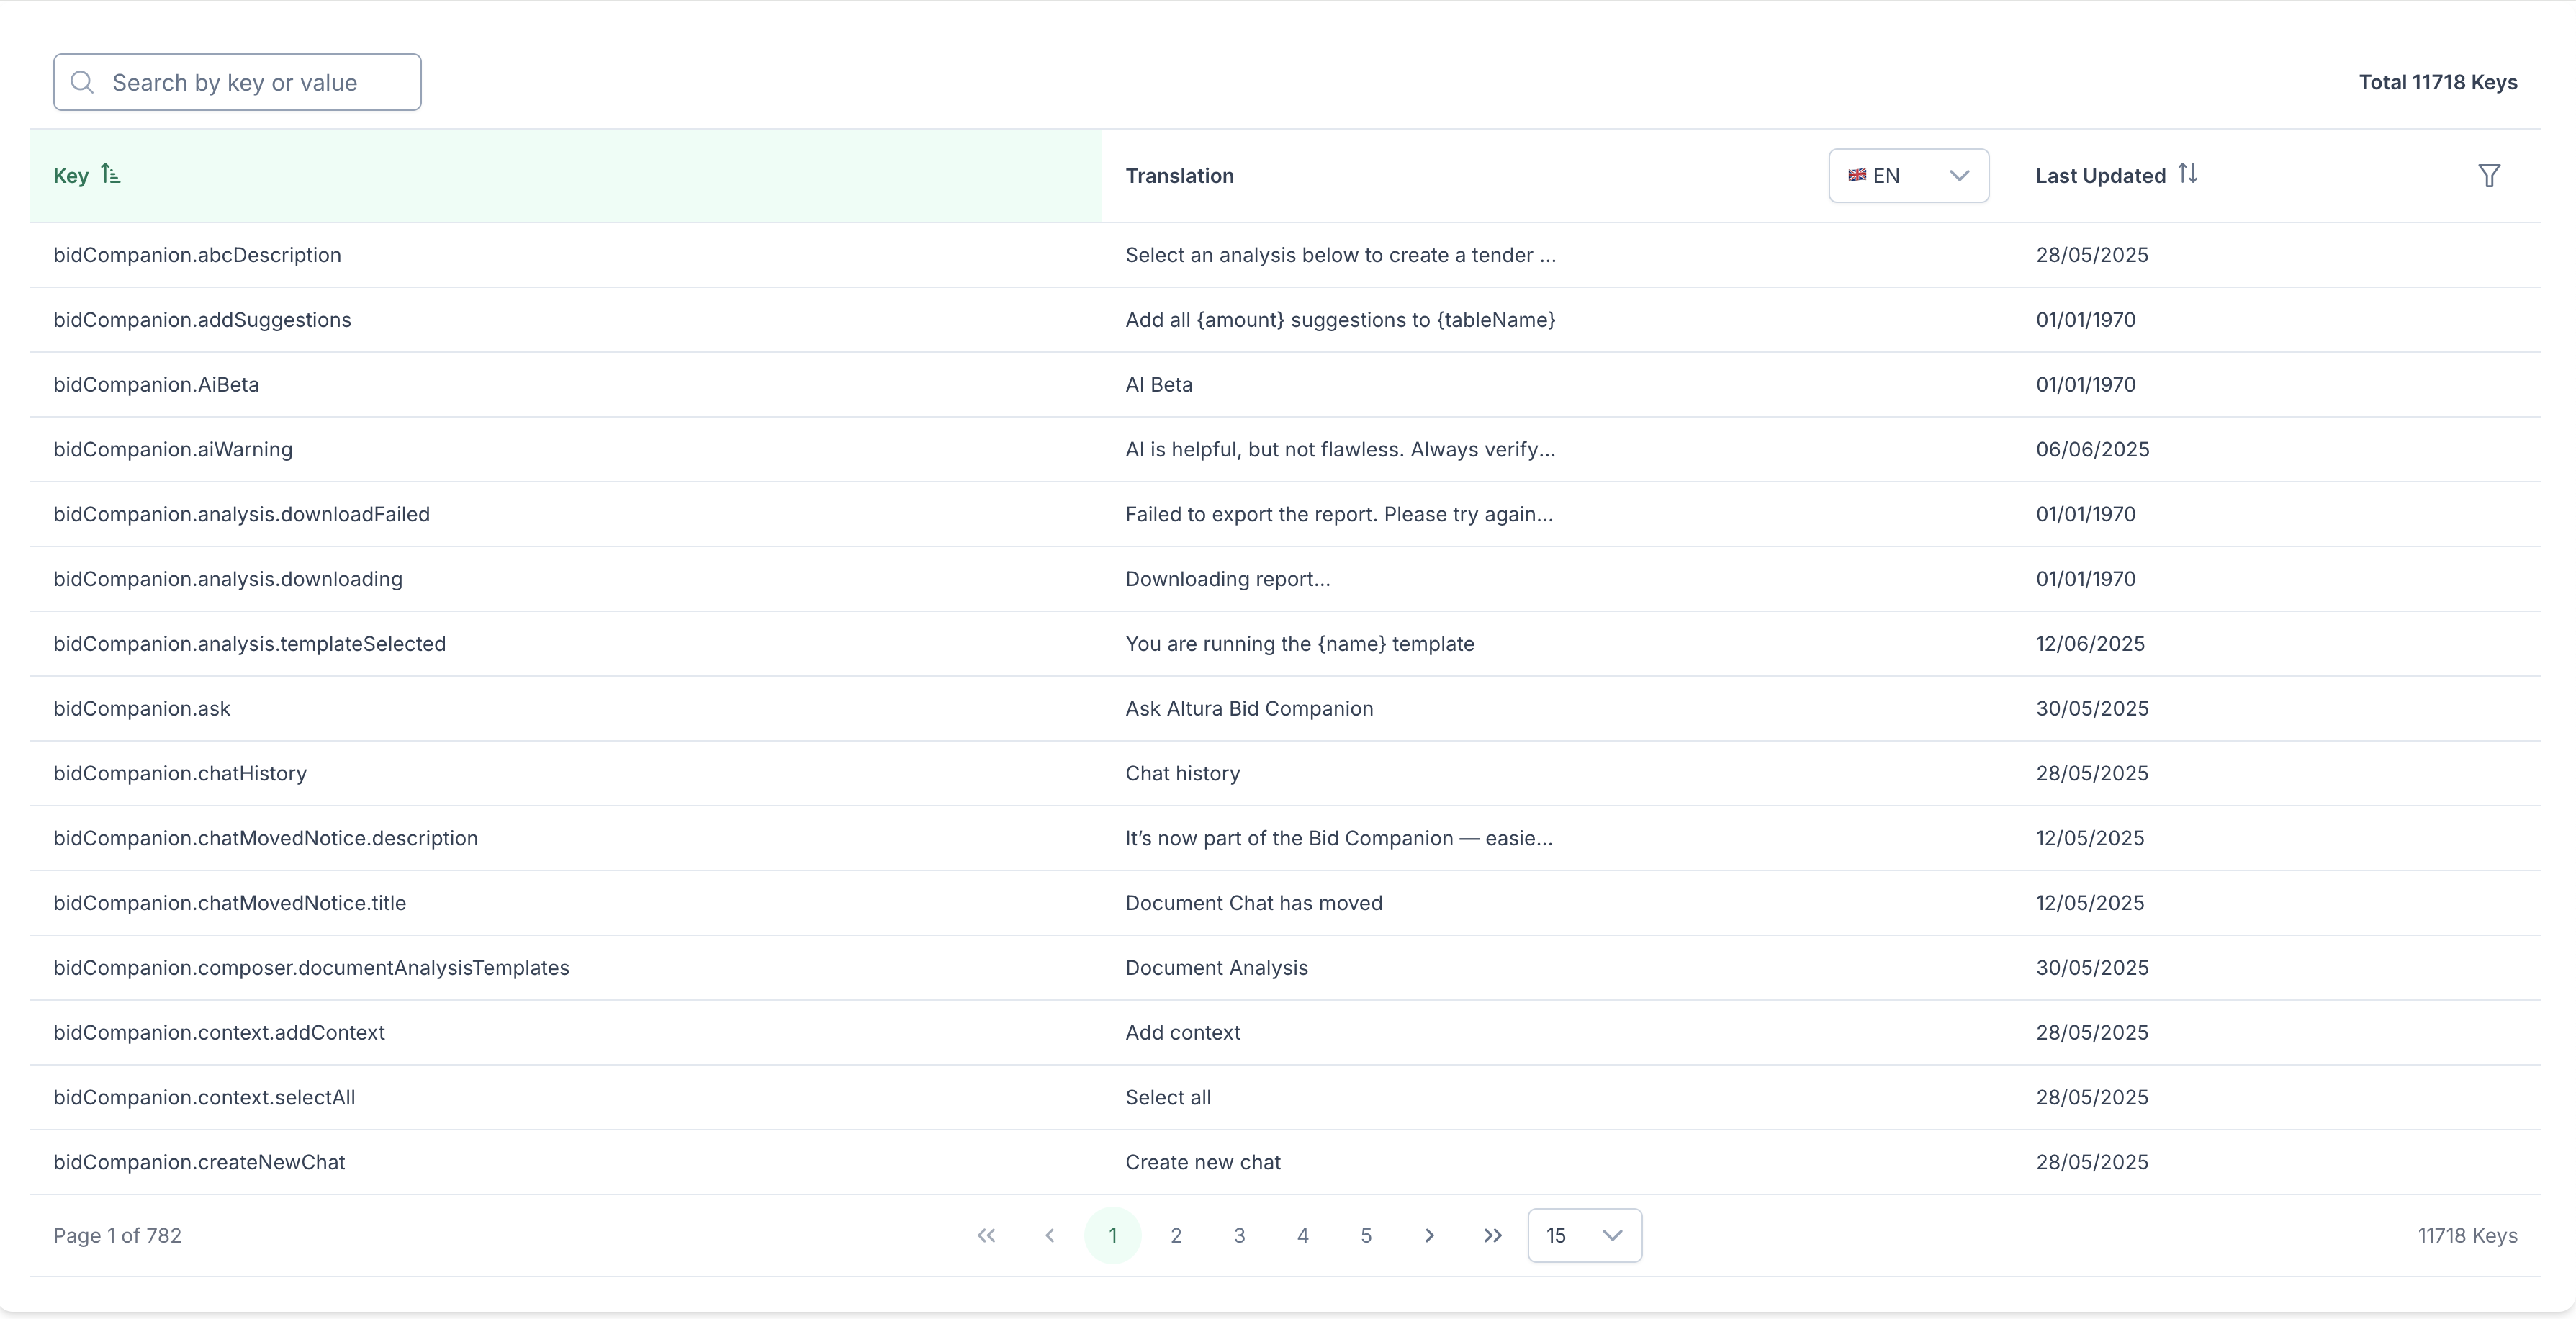 Search by key or value
Total 11718 Keys
Key Translation EN Last Updated
bidCompanion.abcDescription Select an analysis below to create a tender ... 28/05/2025
bidCompanion.addSuggestions Add all {amount} suggestions to {tableName} 01/01/1970
bidCompanion.AiBeta AI Beta 01/01/1970
bidCompanion.aiWarning AI is helpful, but not flawless. Always verify... 06/06/2025
bidCompanion.analysis.downloadFailed Failed to export the report. Please try again... 01/01/1970
bidCompanion.analysis.downloading Downloading report... 01/01/1970
bidCompanion.analysis.templateSelected You are running the {name} template 12/06/2025
bidCompanion.ask Ask Altura Bid Companion 30/05/2025
bidCompanion.chatHistory Chat history 28/05/2025
bidCompanion.chatMovedNotice.description It’s now part of the Bid Companion — easie... 12/05/2025
bidCompanion.chatMovedNotice.title Document Chat has moved 12/05/2025
bidCompanion.composer.documentAnalysisTemplates Document Analysis 30/05/2025
bidCompanion.context.addContext Add context 28/05/2025
bidCompanion.context.selectAll Select all 28/05/2025
bidCompanion.createNewChat Create new chat 28/05/2025
Page 1 of 782 1 2 3 4 5 15 11718 Keys